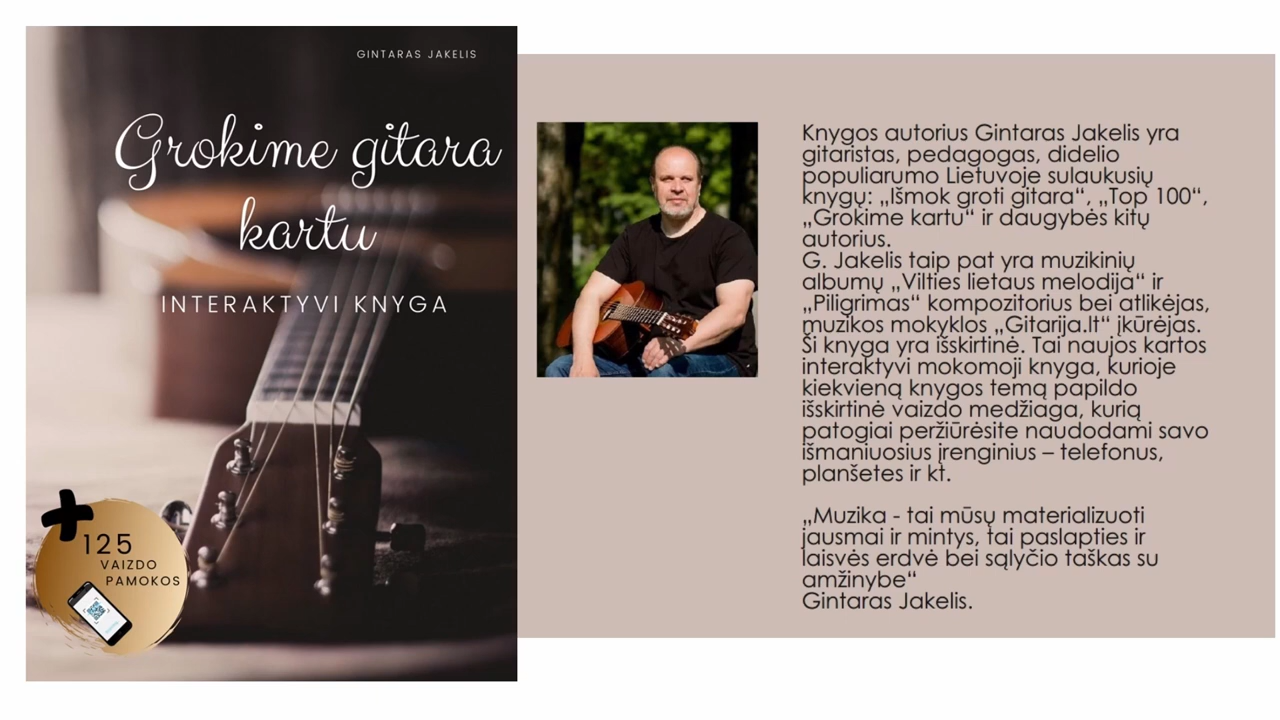 GINTARAS JAKELIS
Grokime gitara
kartu
INTERAKTYVI KNYGA
125
VAIZDO
PAMOKOS
Knygos autorius Gintaras Jakelis yra
gitaristas, pedagogas, didelio
populiarumo Lietuvoje sulaukusių
knygų: „Išmok groti gitara“, „Top 100“,
„Grokime kartu“ ir daugybės kitų
autorius.
G. Jakelis taip pat yra muzikinių
albumų „Vilties lietaus melodija“ ir
„Piligrimas“ kompozitorius bei atlikėjas,
muzikos mokyklos „Gitarija.lt“ įkūrėjas.
Ši knyga yra išskirtinė. Tai naujos kartos
interaktyvi mokomoji knyga, kurioje
kiekvieną knygos temą papildo
išskirtinė vaizdo medžiaga, kurią
patogiai peržiūrėsite naudodami savo
išmaniuosius įrenginius – telefonus,
planšetes ir kt.
„Muzika - tai mūsų materializuoti
jausmai ir mintys, tai paslapties ir
laisvės erdvė bei sąlyčio taškas su
amžinybe“
Gintaras Jakelis.